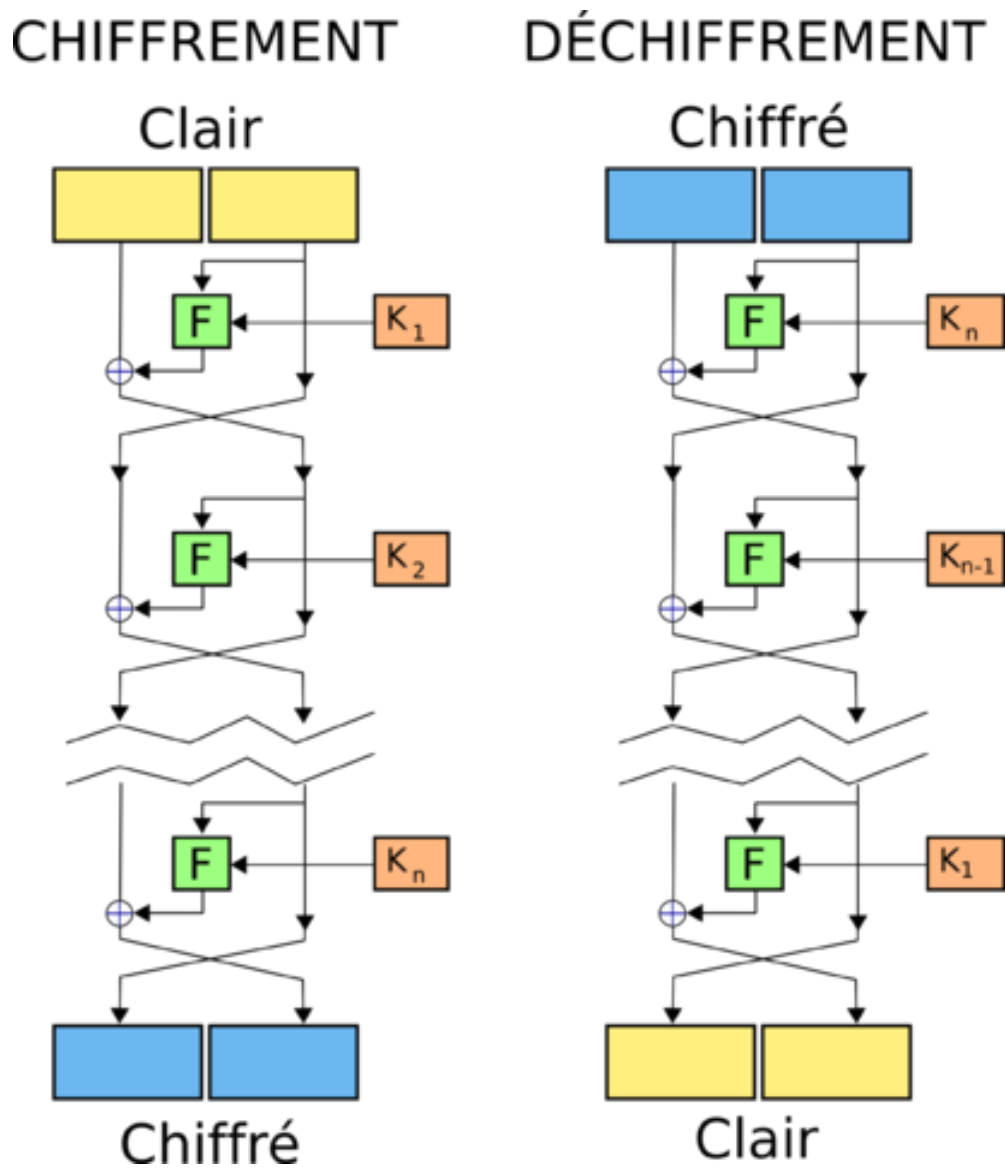 CHIFFREMENT
Clair
F
K1
F
K2
F
Kn
Chiffré
DÉCHIFFREMENT
Chiffré
F
Kn
F
Kn-1
F
K1
Clair